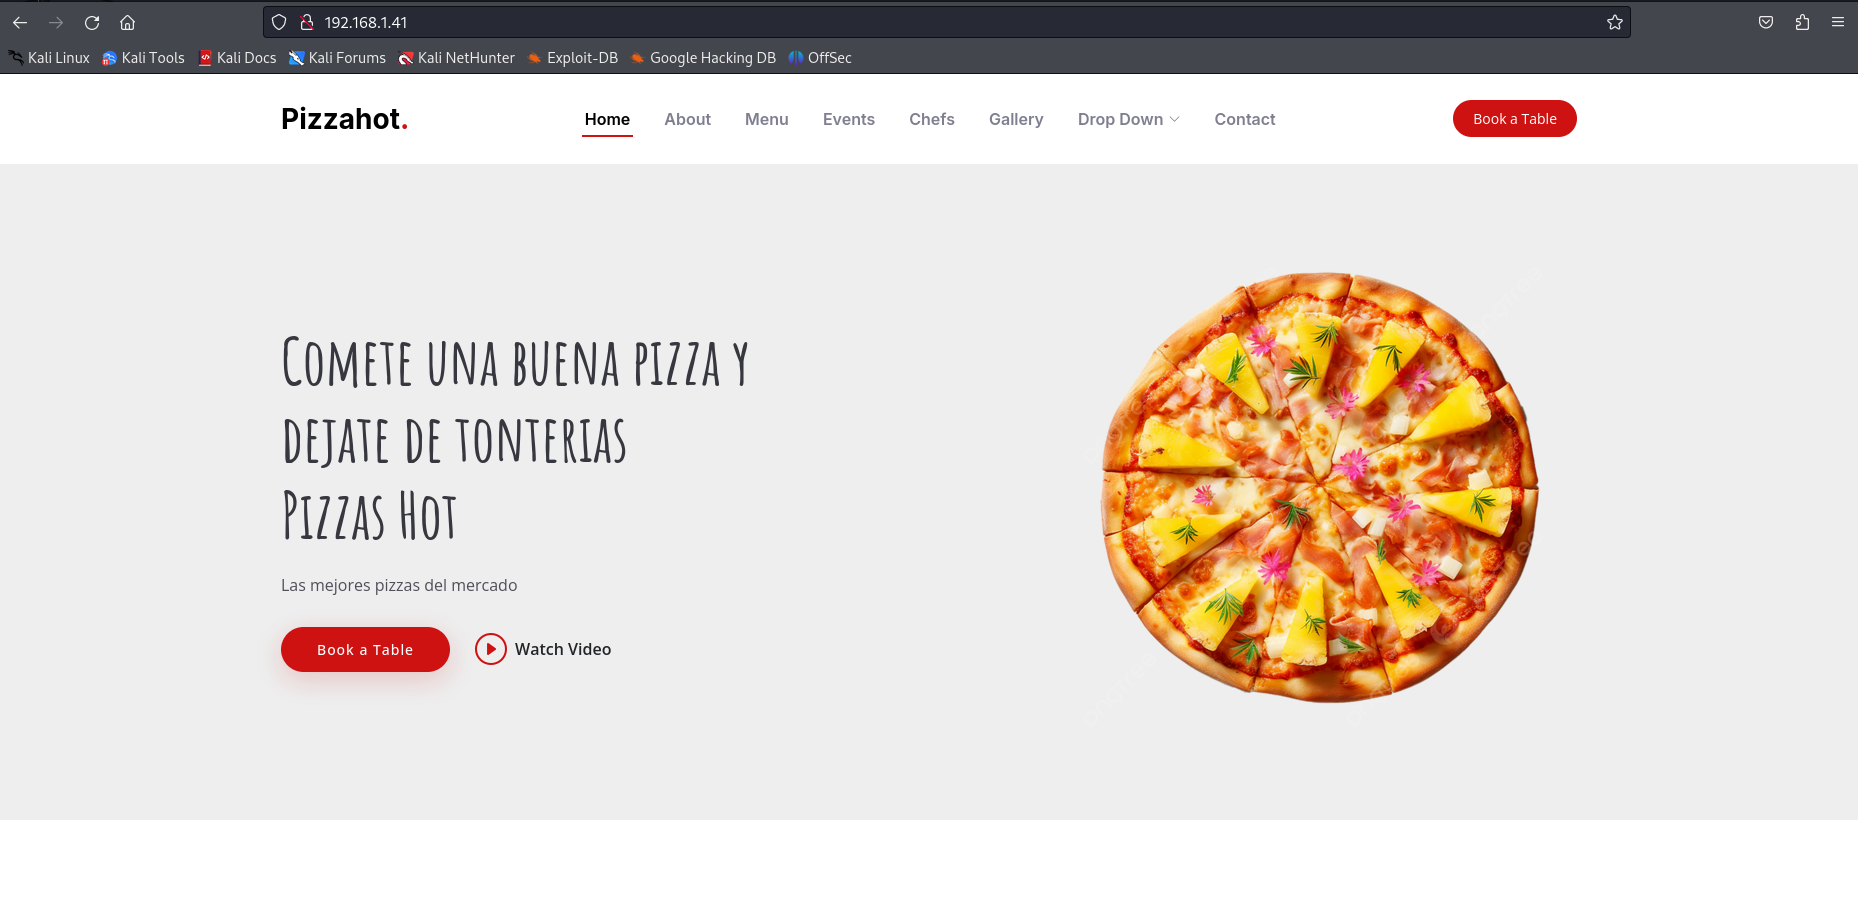 192.168.1.41
Kali Linux Kali Tools Kali Docs Kali Forums Kali NetHunter Exploit-DB Google Hacking DB OffSec
Pizzahot. Home About Menu Events Chefs Gallery Drop Down Contact Book a Table
Comete una buena pizza y
dejate de tonterias
Pizzas Hot
Las mejores pizzas del mercado
Book a Table Watch Video